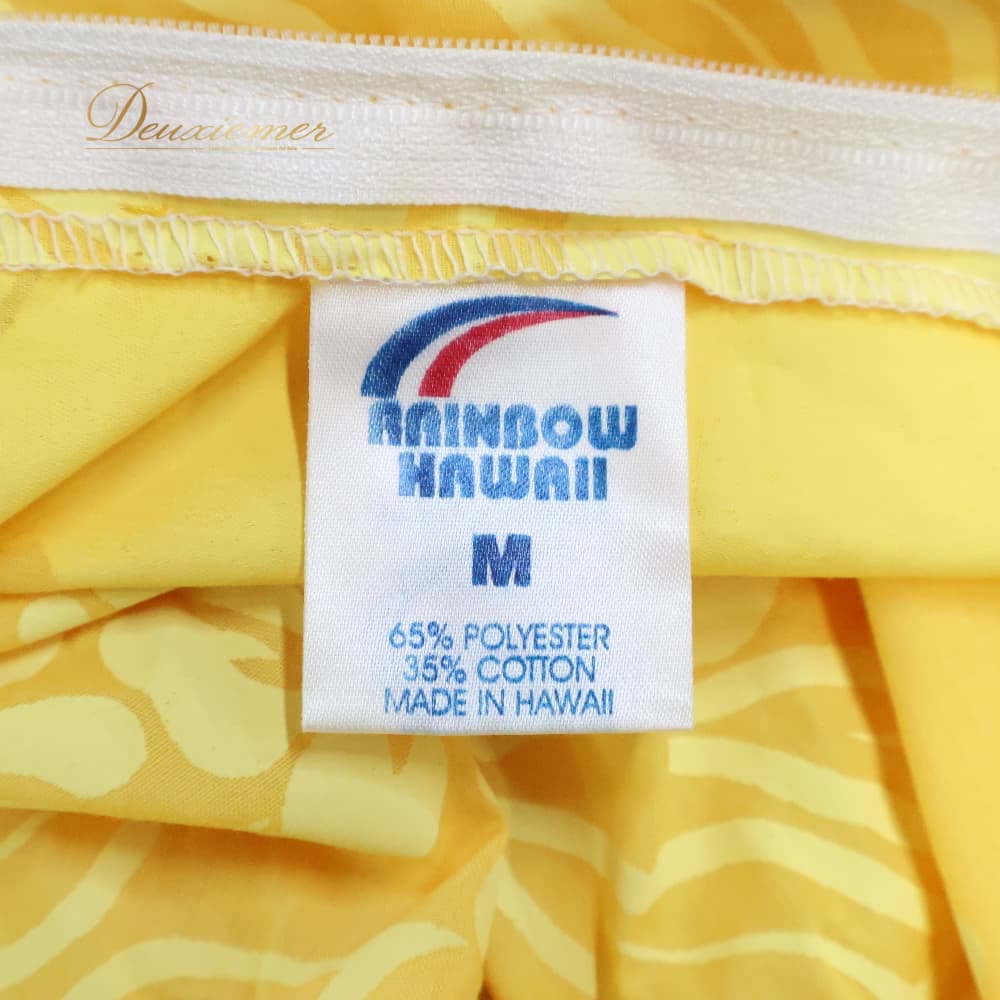 Deuxiemer
RAINBOW
HAWAII
M
65% POLYESTER
35% COTTON
MADE IN HAWAII